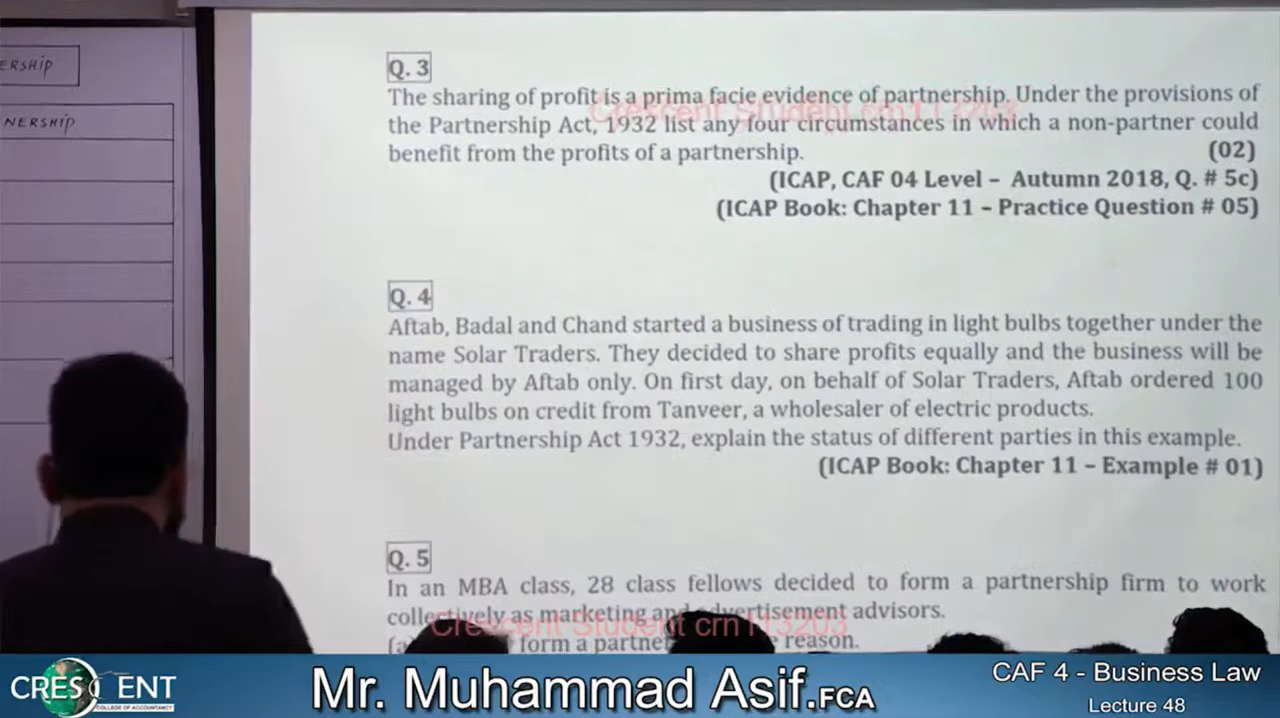 ERSHIP
NERSHIP
Q. 3
The sharing of profit is a prima facie evidence of partnership. Under the provisions of
the Partnership Act, 1932 list any four circumstances in which a non-partner could
benefit from the profits of a partnership. (02)
(ICAP, CAF 04 Level – Autumn 2018, Q. # 5c)
(ICAP Book: Chapter 11 – Practice Question # 05)
Crescent Student crn113203
Q. 4
Aftab, Badal and Chand started a business of trading in light bulbs together under the
name Solar Traders. They decided to share profits equally and the business will be
managed by Aftab only. On first day, on behalf of Solar Traders, Aftab ordered 100
light bulbs on credit from Tanveer, a wholesaler of electric products.
Under Partnership Act 1932, explain the status of different parties in this example.
(ICAP Book: Chapter 11 – Example # 01)
Q. 5
In an MBA class, 28 class fellows decided to form a partnership firm to work
collectively as marketing and advertisement advisors.
Crescent Student crn113203
form a partne reason.
CRESCENT
COLLEGE OF ACCOUNTANCY
Mr. Muhammad Asif.FCA
CAF 4 - Business Law
Lecture 48